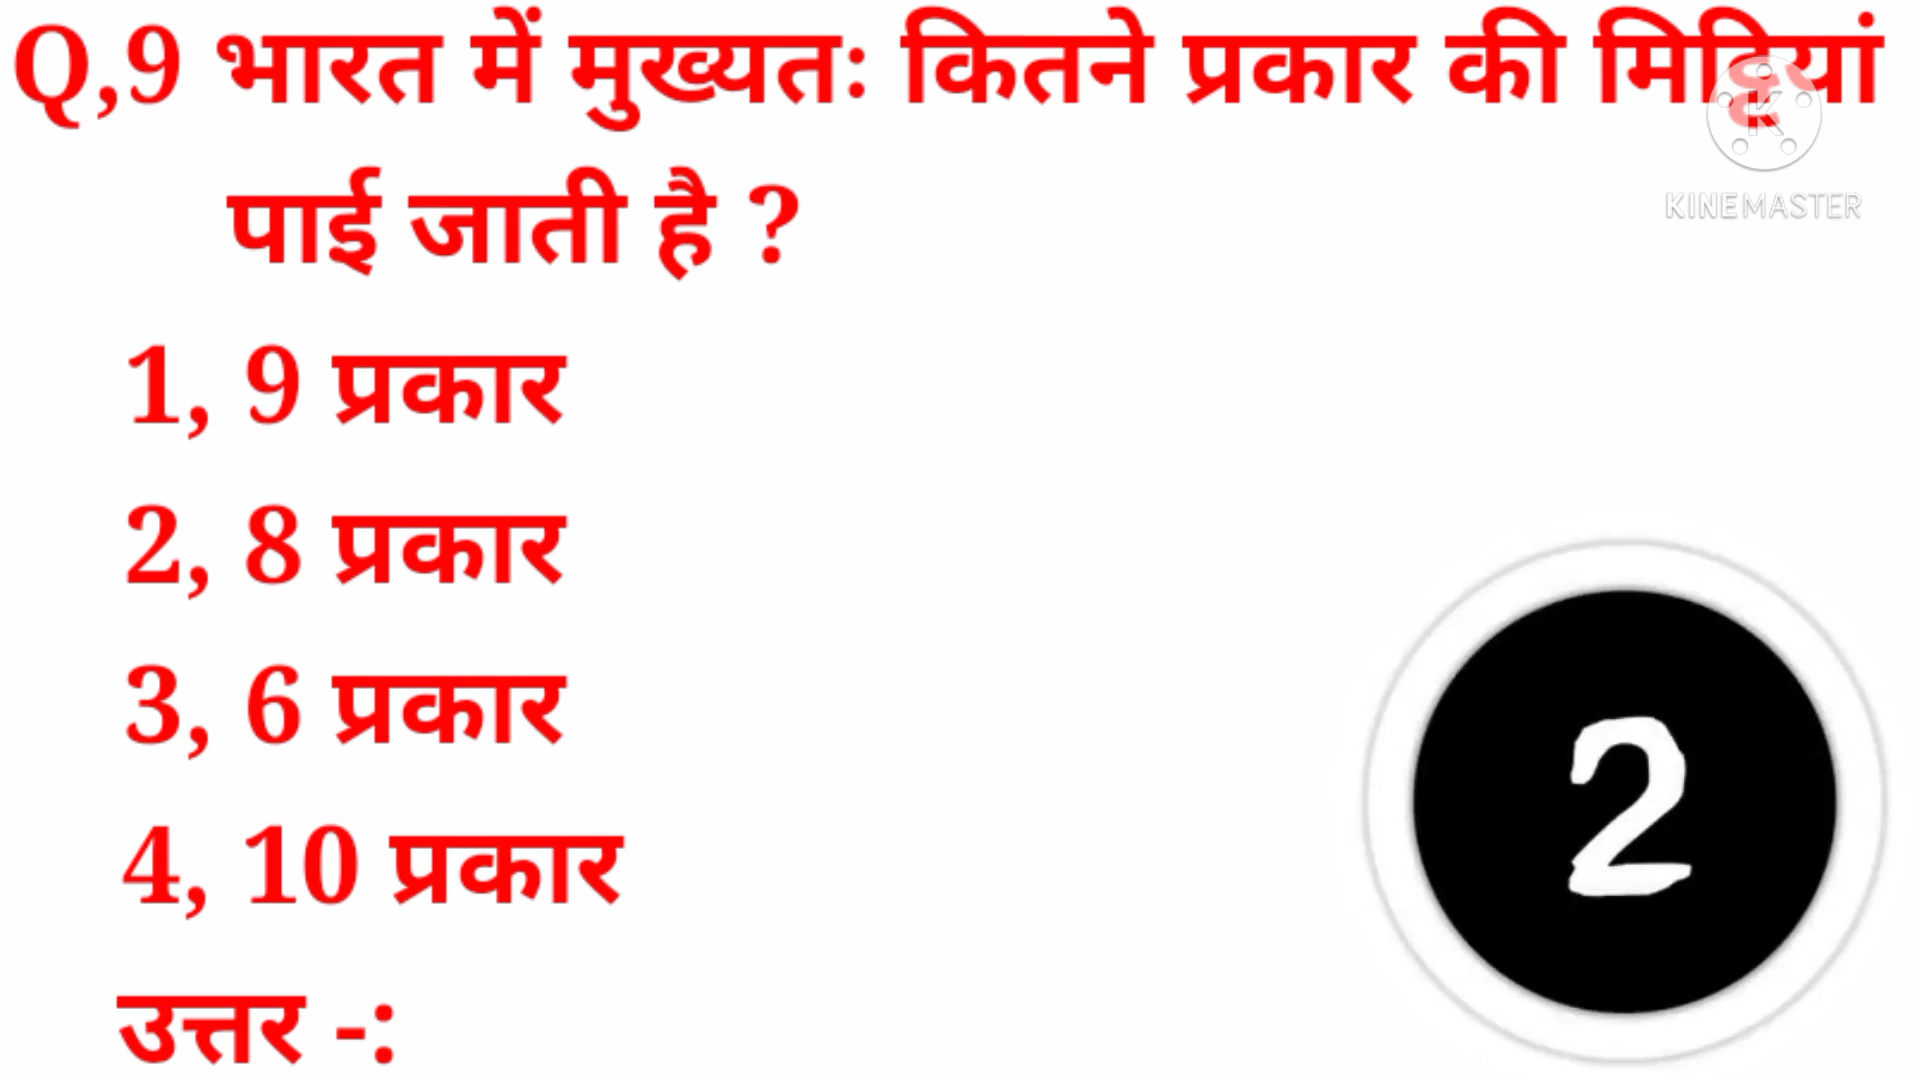 Q,9 भारत में मुख्यतः कितने प्रकार की मिट्टियां
पाई जाती है ?
1, 9 प्रकार
2, 8 प्रकार
3, 6 प्रकार
4, 10 प्रकार
उत्तर -:
K
KINEMASTER
2